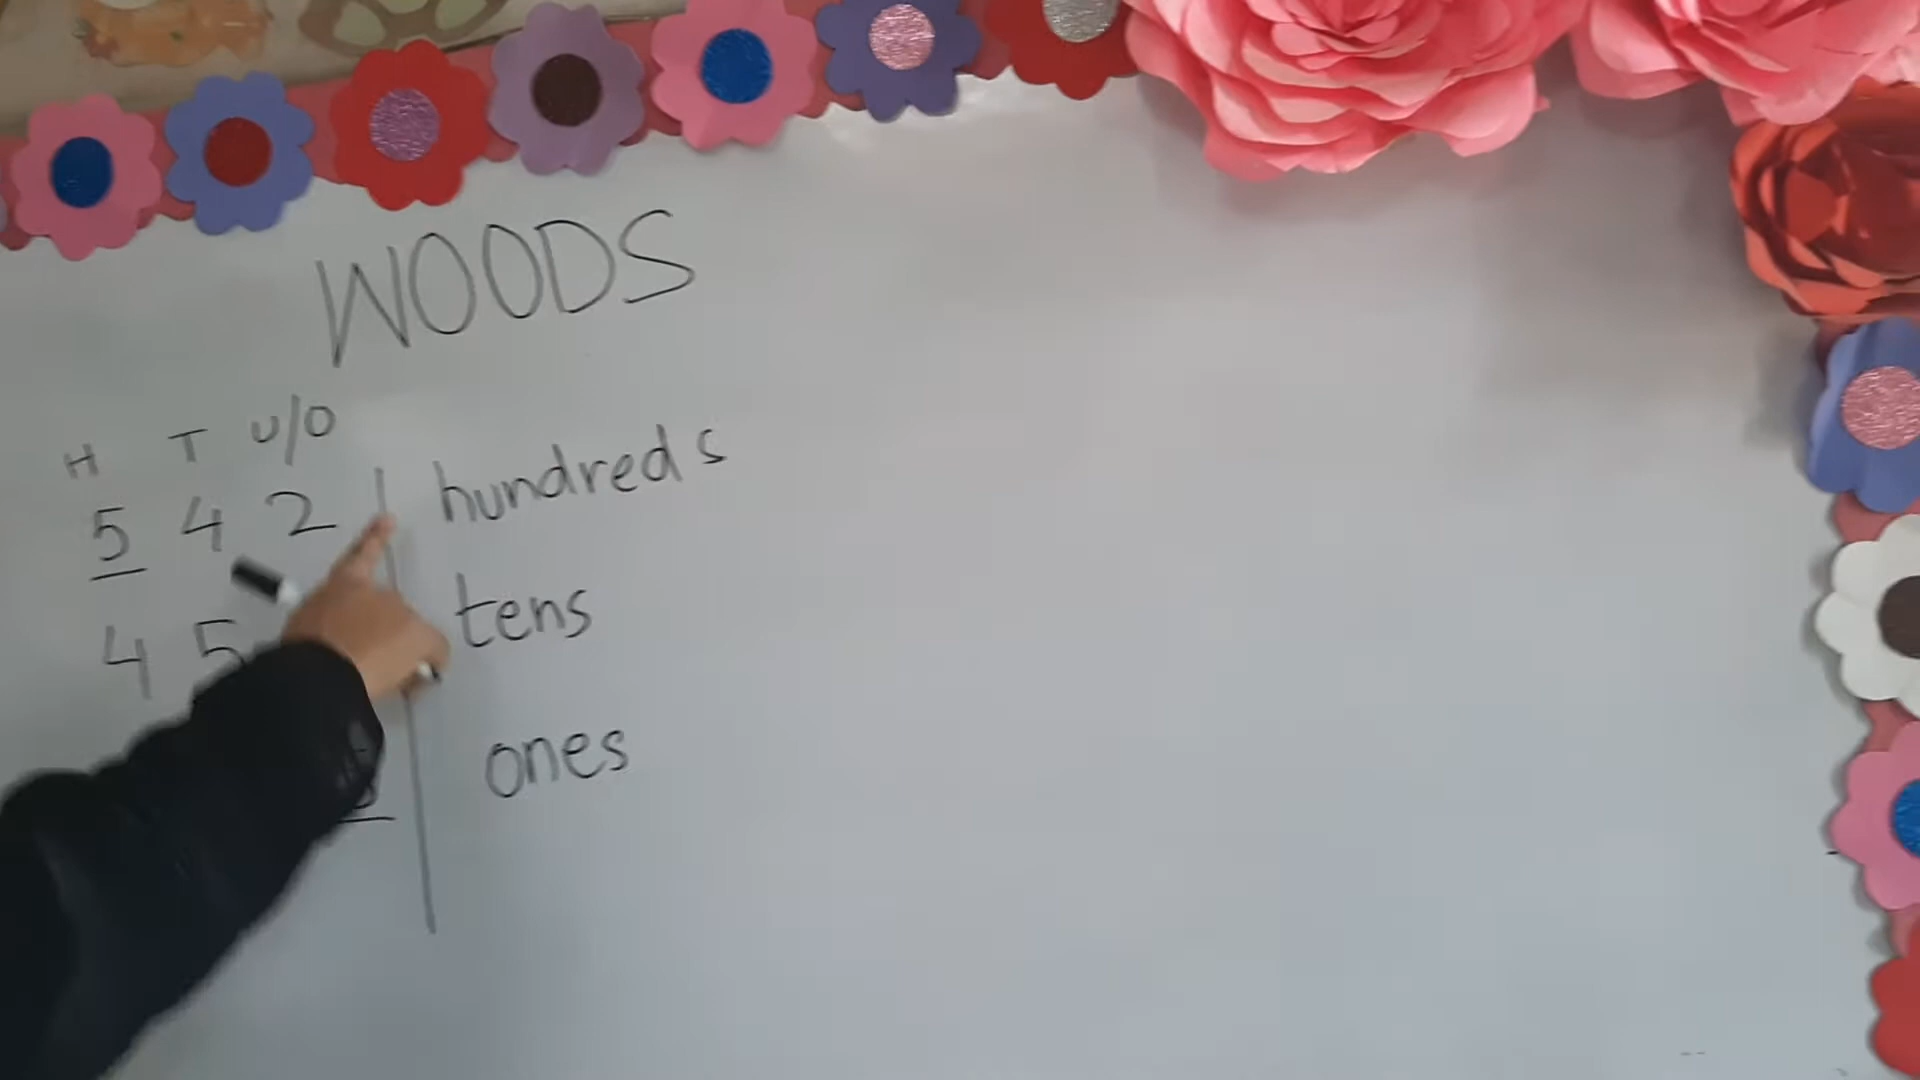 WOODS
H T U/O
5 4 2 hundreds
4 5 tens
ones